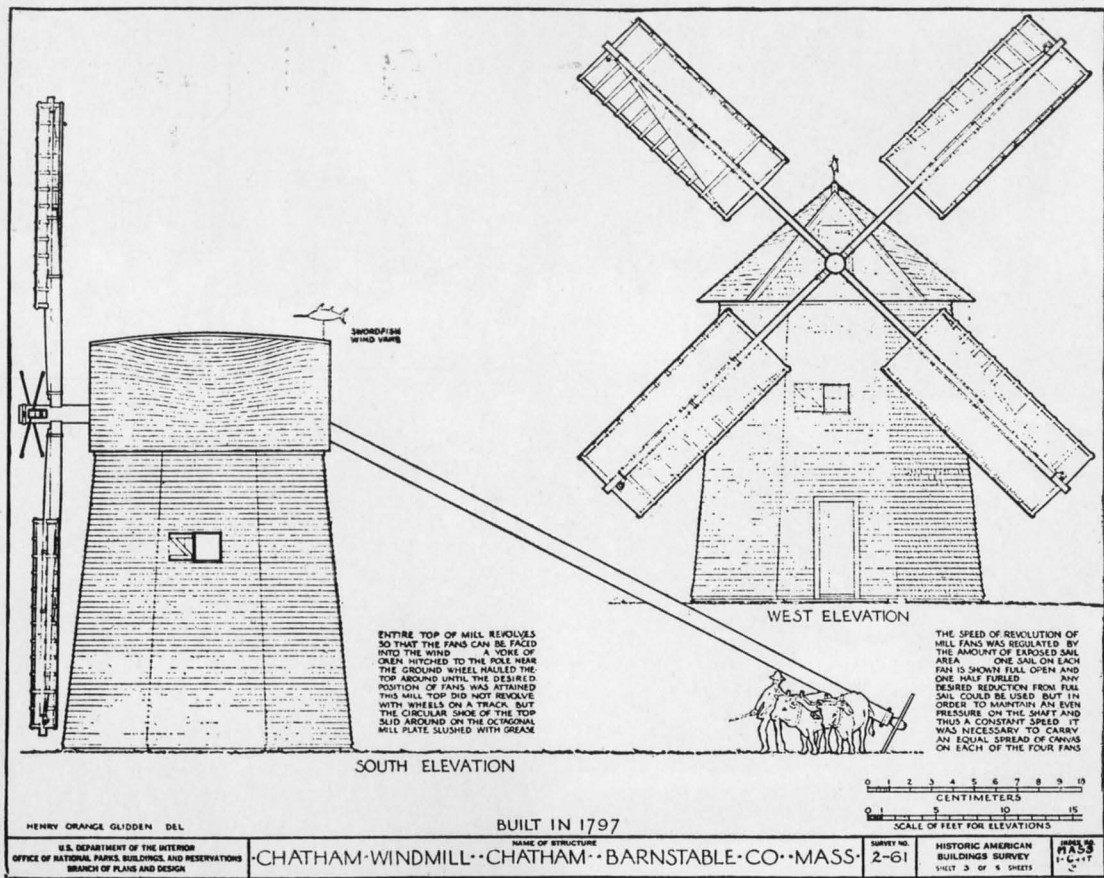 SWORDFISH
WIND VANE
WEST ELEVATION
ENTIRE TOP OF MILL REVOLVES
SO THAT THE FANS CAN BE FACED
INTO THE WIND A YOKE OF
OXEN HITCHED TO THE POLE NEAR
THE GROUND WHEEL HAULED THE
TOP AROUND UNTIL THE DESIRED
POSITION OF FANS WAS ATTAINED
THIS MILL TOP DID NOT REVOLVE
WITH WHEELS ON A TRACK BUT
THE CIRCULAR SHOE OF THE TOP
SLID AROUND ON THE OCTAGONAL
MILL PLATE SLUSHED WITH GREASE
THE SPEED OF REVOLUTION OF
MILL FANS WAS REGULATED BY
THE AMOUNT OF EXPOSED SAIL
AREA ONE SAIL ON EACH
FAN IS SHOWN FULL OPEN AND
ONE HALF FURLED ANY
DESIRED REDUCTION FROM FULL
SAIL COULD BE USED BUT IN
ORDER TO MAINTAIN AN EVEN
PRESSURE ON THE SHAFT AND
THUS A CONSTANT SPEED IT
WAS NECESSARY TO CARRY
AN EQUAL SPREAD OF CANVAS
ON EACH OF THE FOUR FANS
SOUTH ELEVATION
0 1 2 3 4 5 6 7 8 9 10
CENTIMETERS
0 1 5 10 15
SCALE OF FEET FOR ELEVATIONS
HENRY ORANGE GLIDDEN DEL
BUILT IN 1797
U.S. DEPARTMENT OF THE INTERIOR
OFFICE OF NATIONAL PARKS, BUILDINGS, AND RESERVATIONS
BRANCH OF PLANS AND DESIGN
NAME OF STRUCTURE
·CHATHAM·WINDMILL··CHATHAM··BARNSTABLE·CO··MASS·
SURVEY NO.
2-61
HISTORIC AMERICAN
BUILDINGS SURVEY
SHEET 3 OF 5 SHEETS
INDEX NO.
MASS